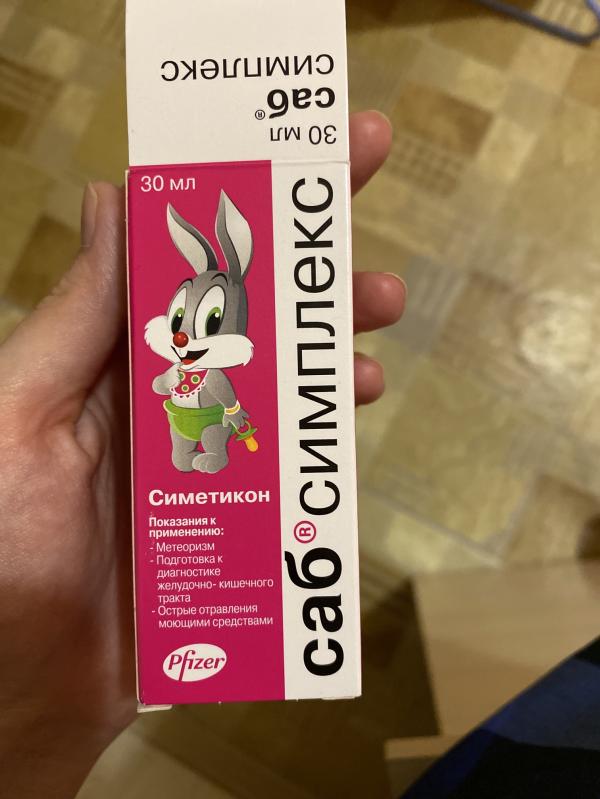 30 мл
саб®
симплекс
30 мл
саб® симплекс
Симетикон
Показания к
применению:
- Метеоризм
- Подготовка к
диагностике
желудочно- кишечного
тракта
- Острые отравления
моющими средствами
Pfizer